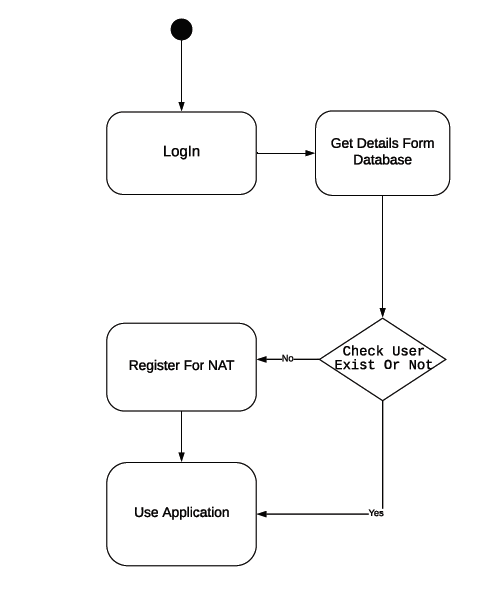 LogIn
Get Details Form
Database
Check User
Exist Or Not
No
Register For NAT
Use Application
Yes